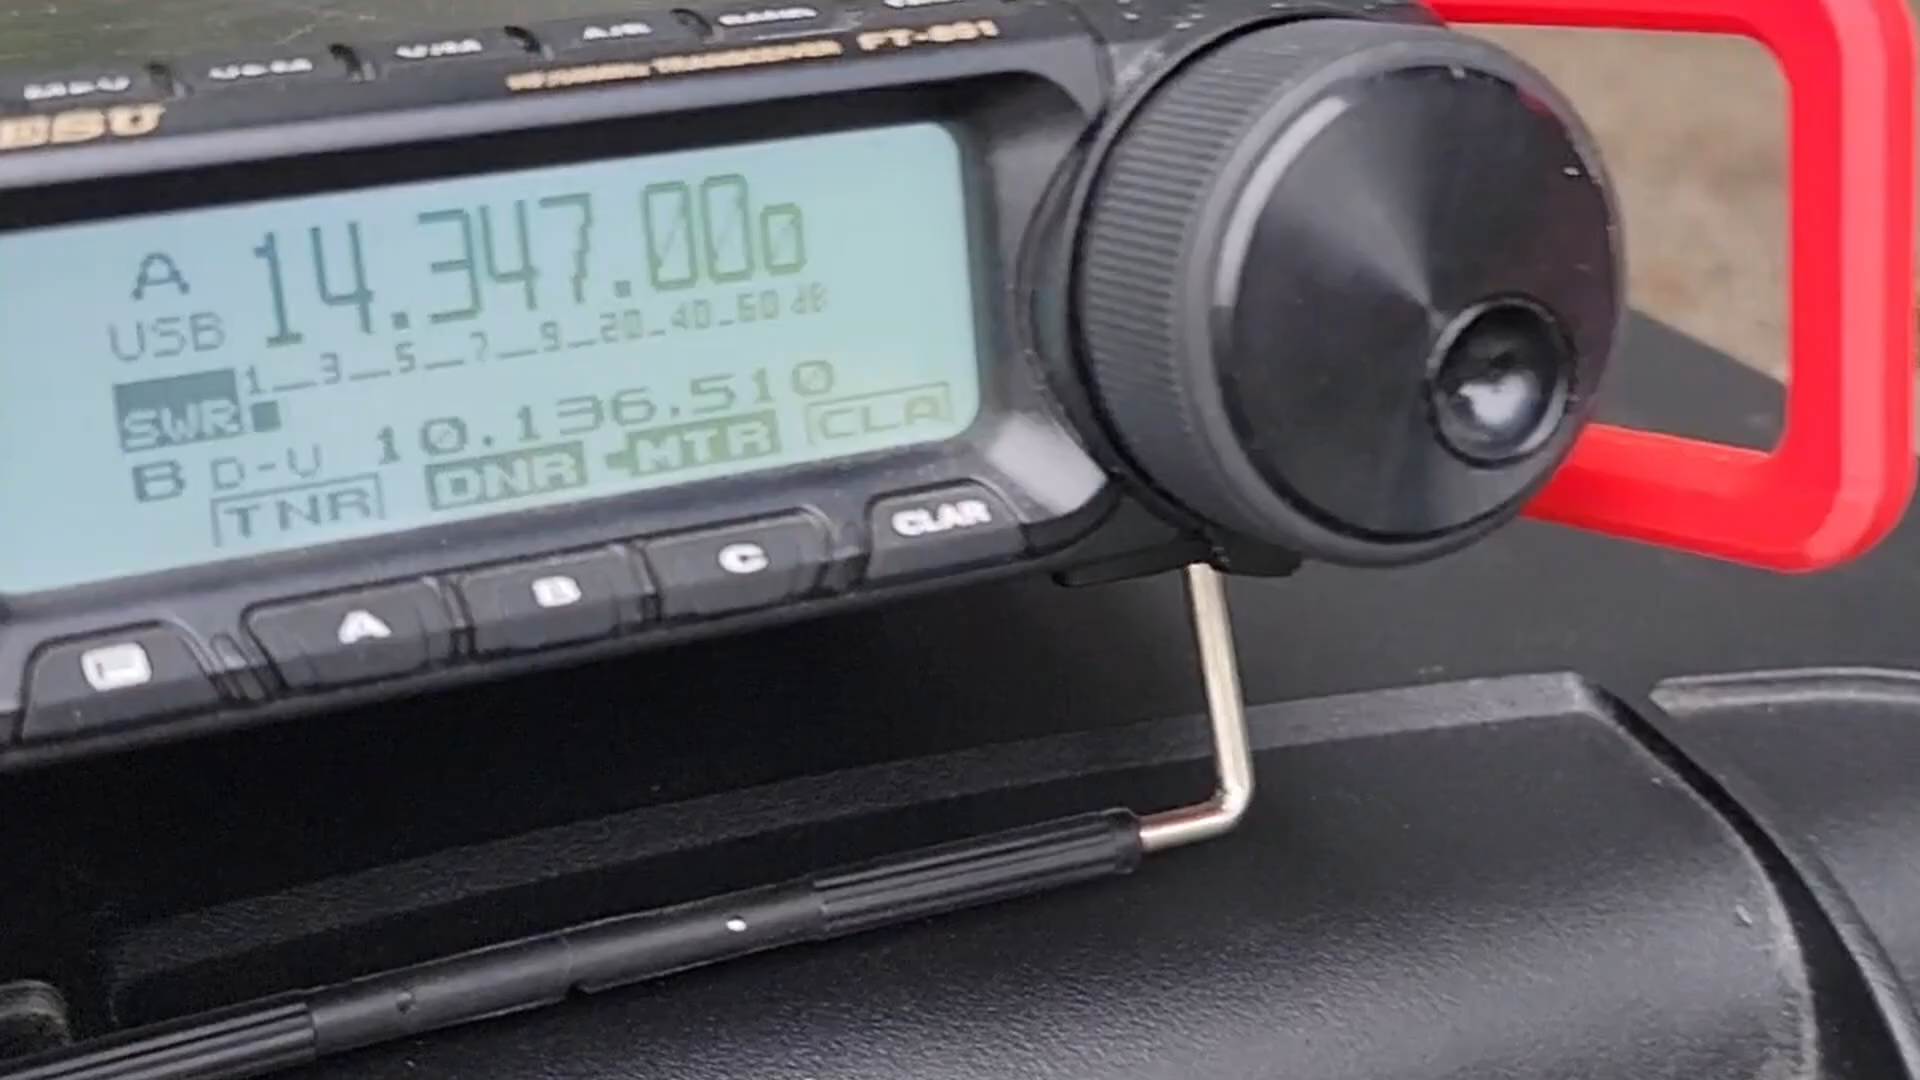 V/M A/B
ESU FT-891
A 14.347.000
USB
1 3 5 7 9 20 40 60 dB
SWR
B D-U 10.136.510
TNR DNR MTR CLA
A B C CLAR